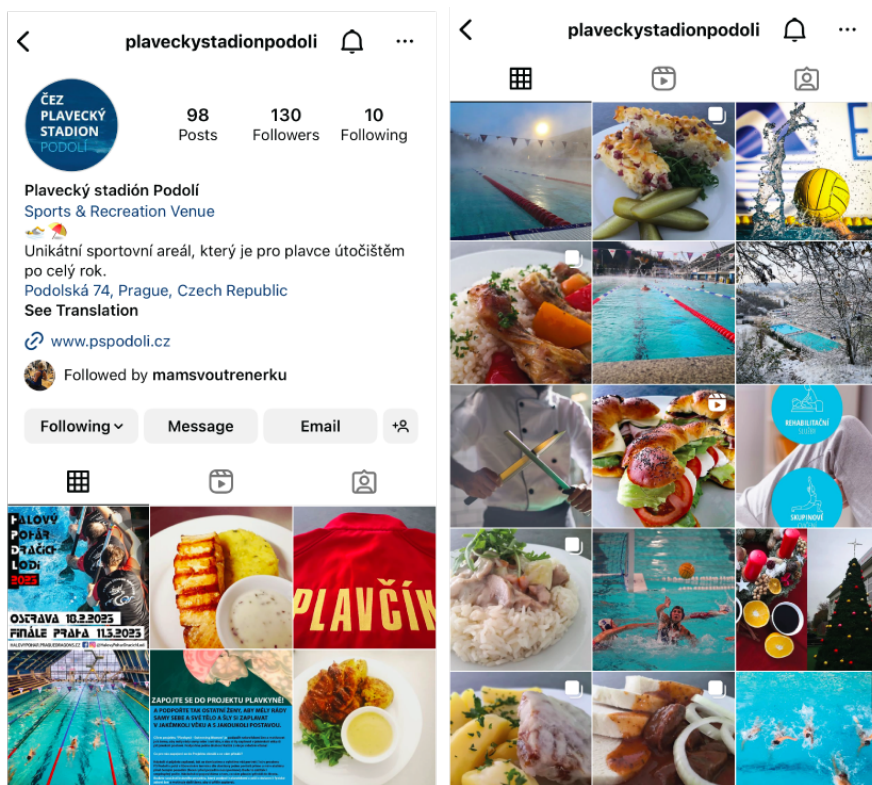 plaveckystadionpodoli
ČEZ
PLAVECKÝ
STADION
PODOLÍ
98
Posts
130
Followers
10
Following
Plavecký stadión Podolí
Sports & Recreation Venue
Unikátní sportovní areál, který je pro plavce útočištěm
po celý rok.
Podolská 74, Prague, Czech Republic
See Translation
www.pspodoli.cz
Followed by mamsvoutrenerku
Following
Message
Email
HALOVÝ
POHÁR
DRAČÍCH
LODÍ
2023
OSTRAVA 18.2.2023
FINÁLE PRAHA 11.3.2023
PLAVČÍK
ZAPOJTE SE DO PROJEKTU PLAVKYNĚ!
A PODPOŘTE TAK OSTATNÍ ŽENY, ABY MĚLY RÁDY
SAMY SEBE A SVÉ TĚLO A ŠLY SI ZAPLAVAT
V JAKÉMKOLI VĚKU A S JAKOUKOLI POSTAVOU.
plaveckystadionpodoli
REHABILITAČNÍ
SLUŽBY
SKUPINOVÉ